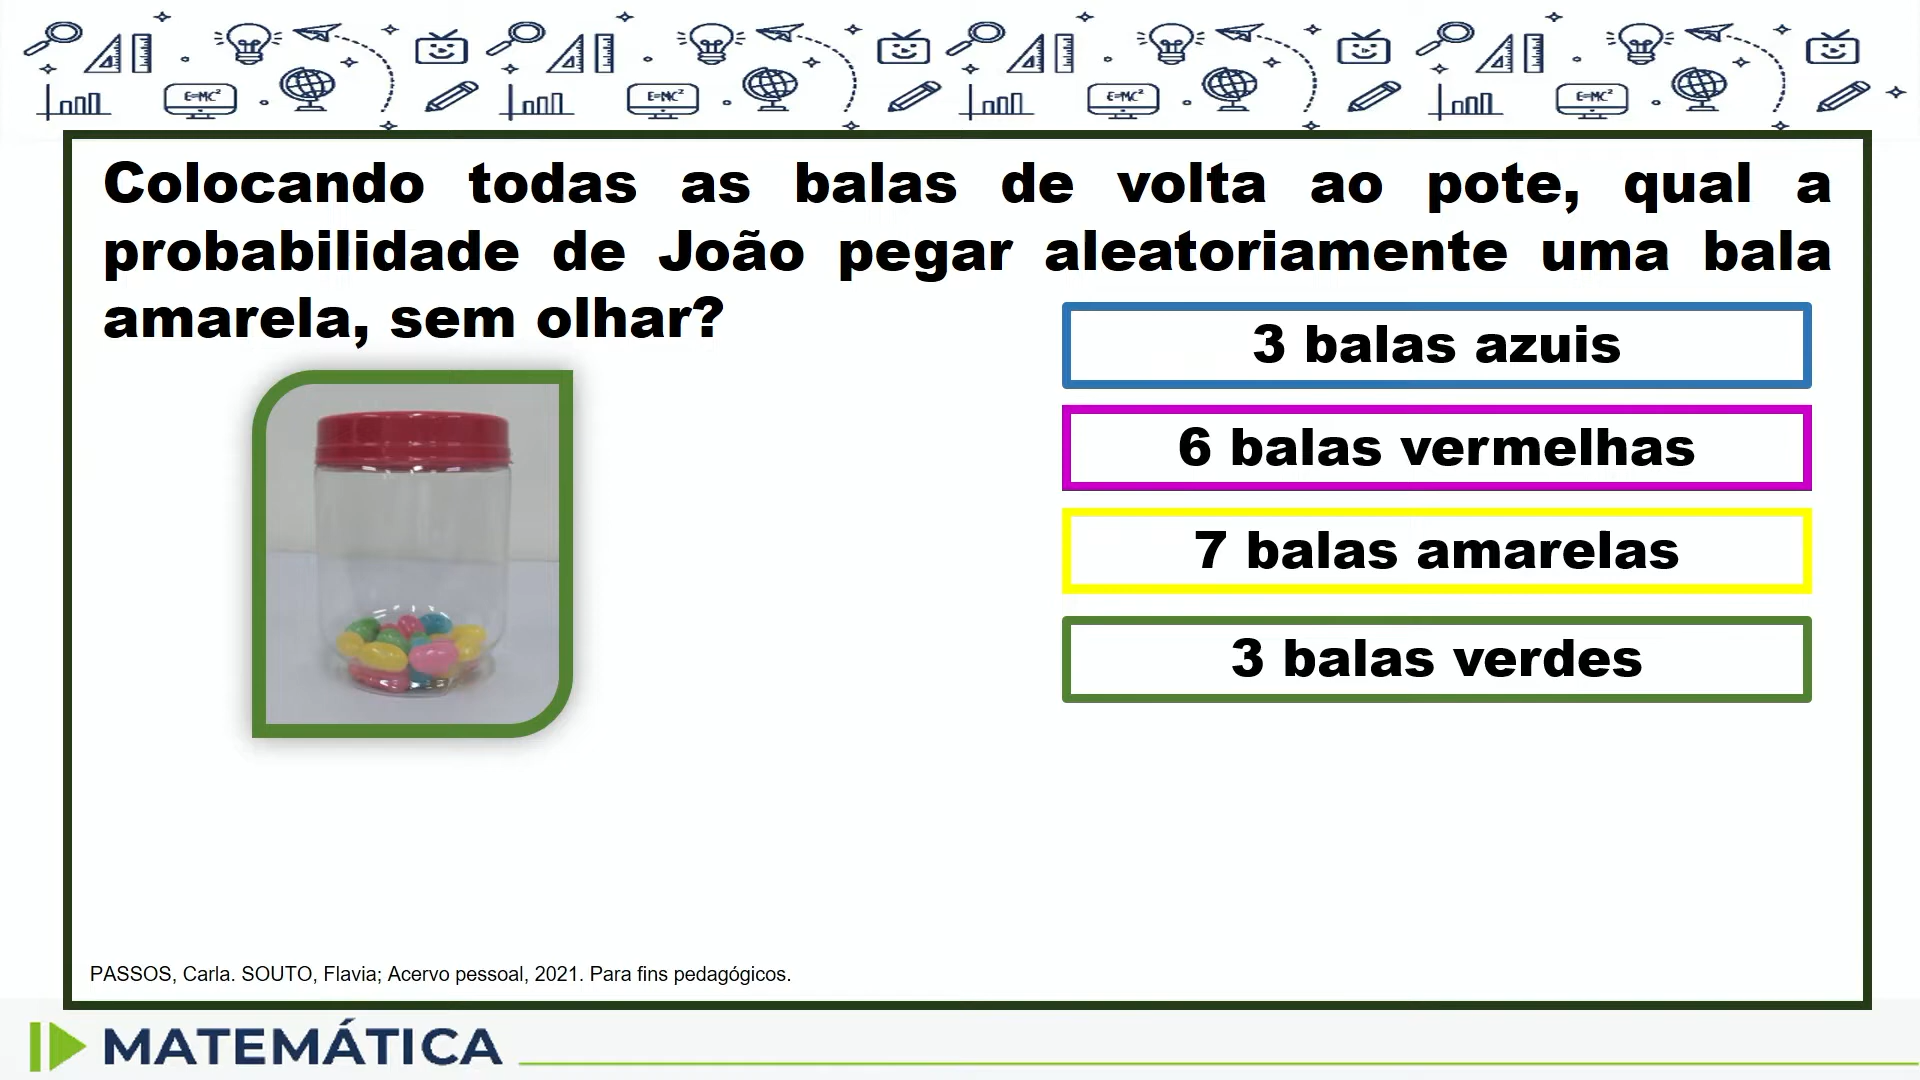 E=MC²
E=MC²
E=MC²
E=MC²
Colocando todas as balas de volta ao pote, qual a
probabilidade de João pegar aleatoriamente uma bala
amarela, sem olhar?
3 balas azuis
6 balas vermelhas
7 balas amarelas
3 balas verdes
PASSOS, Carla. SOUTO, Flavia; Acervo pessoal, 2021. Para fins pedagógicos.
MATEMÁTICA